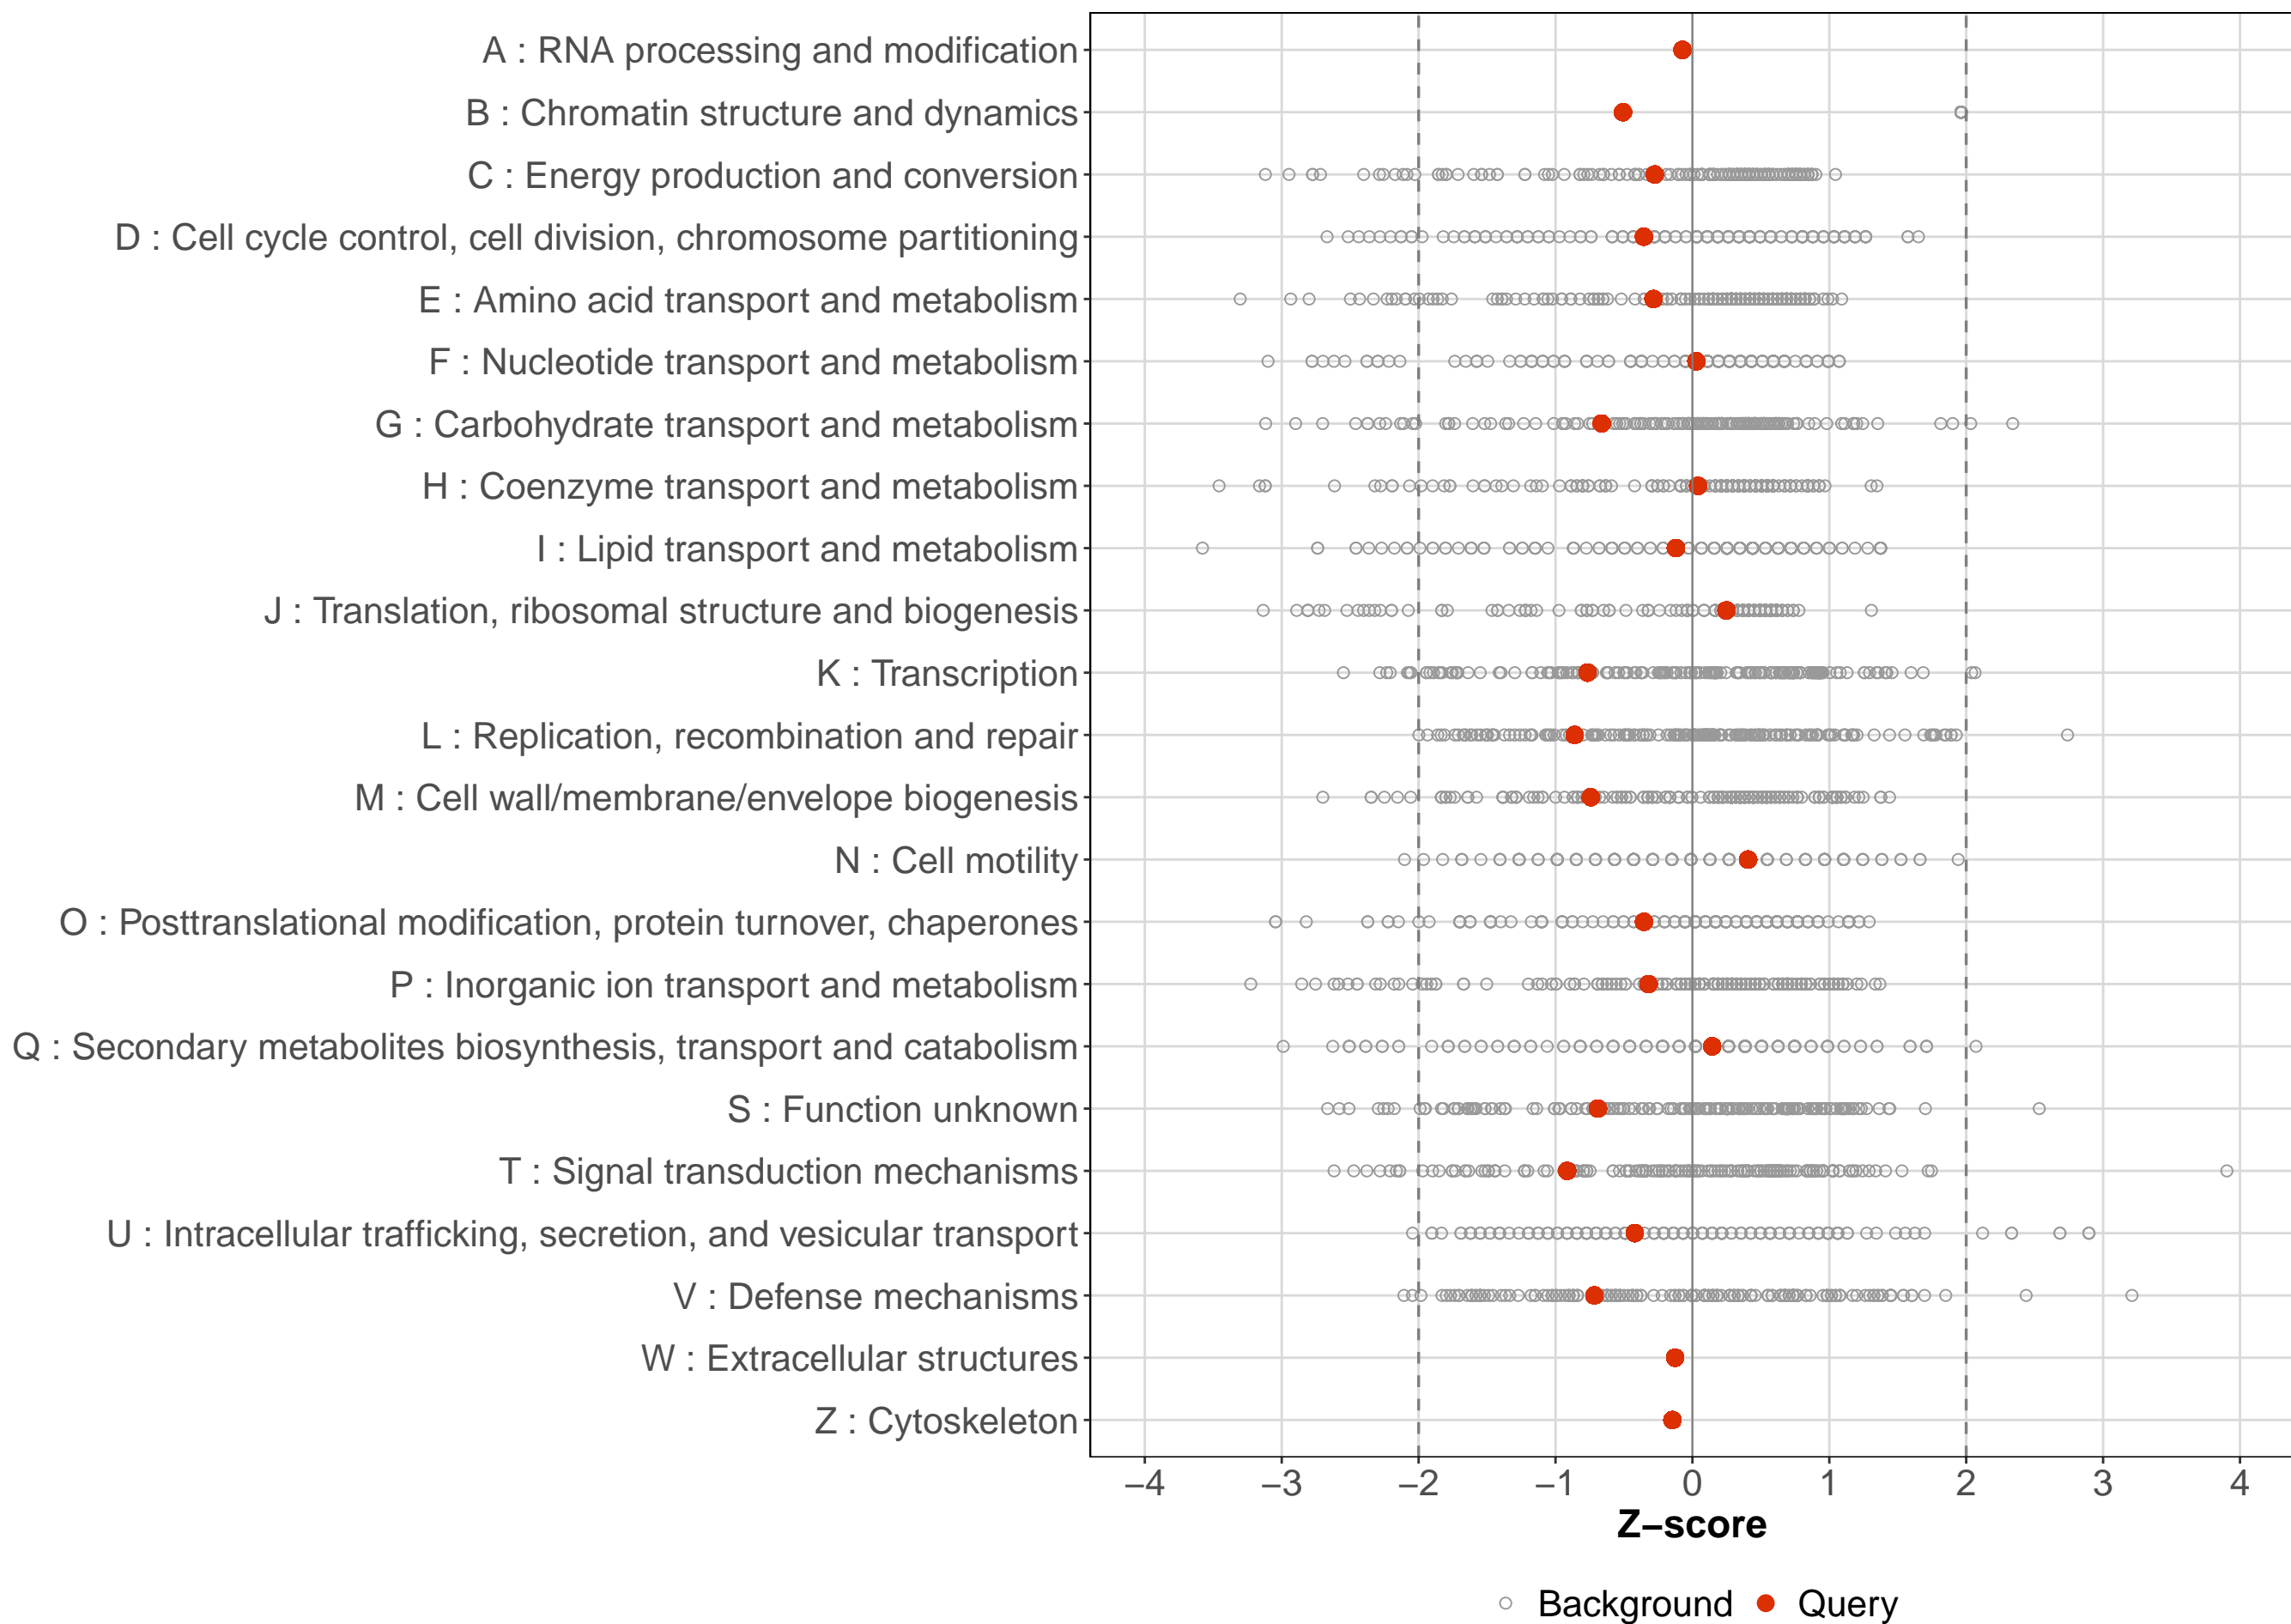 A : RNA processing and modification
B : Chromatin structure and dynamics
C : Energy production and conversion
D : Cell cycle control, cell division, chromosome partitioning
E : Amino acid transport and metabolism
F : Nucleotide transport and metabolism
G : Carbohydrate transport and metabolism
H : Coenzyme transport and metabolism
I : Lipid transport and metabolism
J : Translation, ribosomal structure and biogenesis
K : Transcription
L : Replication, recombination and repair
M : Cell wall/membrane/envelope biogenesis
N : Cell motility
O : Posttranslational modification, protein turnover, chaperones
P : Inorganic ion transport and metabolism
Q : Secondary metabolites biosynthesis, transport and catabolism
S : Function unknown
T : Signal transduction mechanisms
U : Intracellular trafficking, secretion, and vesicular transport
V : Defense mechanisms
W : Extracellular structures
Z : Cytoskeleton
−4 −3 −2 −1 0 1 2 3 4
Z−score
Background Query